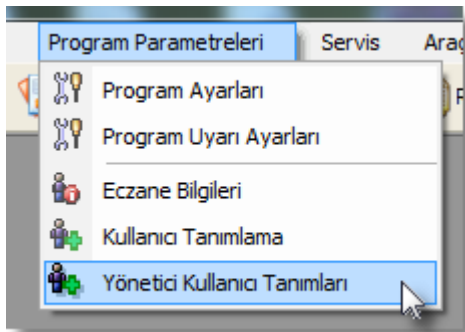 Program Parametreleri Servis
Program Ayarları
Program Uyarı Ayarları
Eczane Bilgileri
Kullanıcı Tanımlama
Yönetici Kullanıcı Tanımları